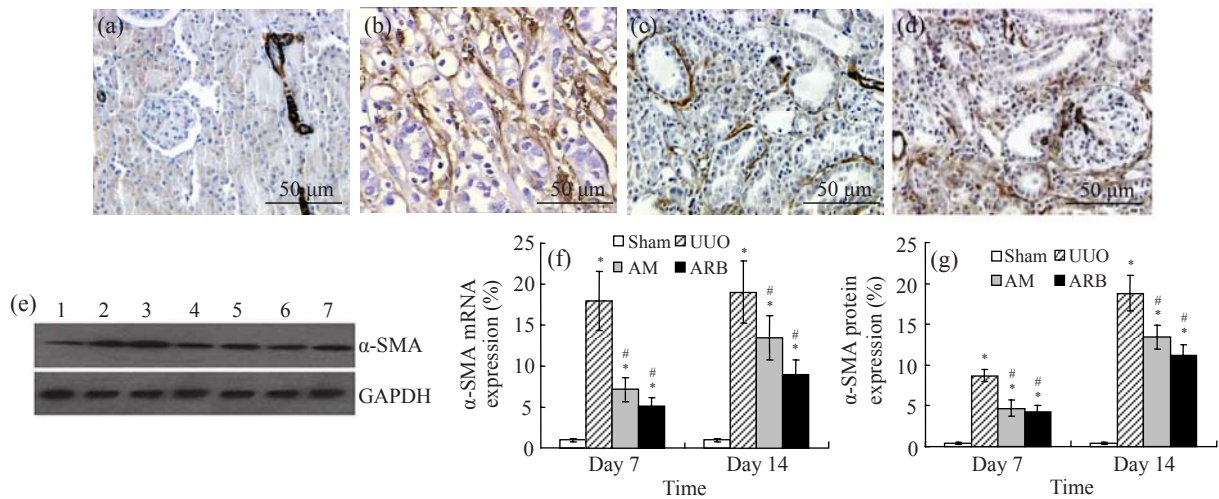 (a)
50 μm
(b)
50 μm
(c)
50 μm
(d)
50 μm
(e)
1 2 3 4 5 6 7
α-SMA
GAPDH
(f)
Sham UUO
AM ARB
α-SMA mRNA
expression (%)
25
20
15
10
5
0
*
#
*
#
*
*
#
*
#
*
Day 7
Day 14
Time
(g)
Sham UUO
AM ARB
α-SMA protein
expression (%)
25
20
15
10
5
0
*
#
*
#
*
*
#
*
#
*
Day 7
Day 14
Time